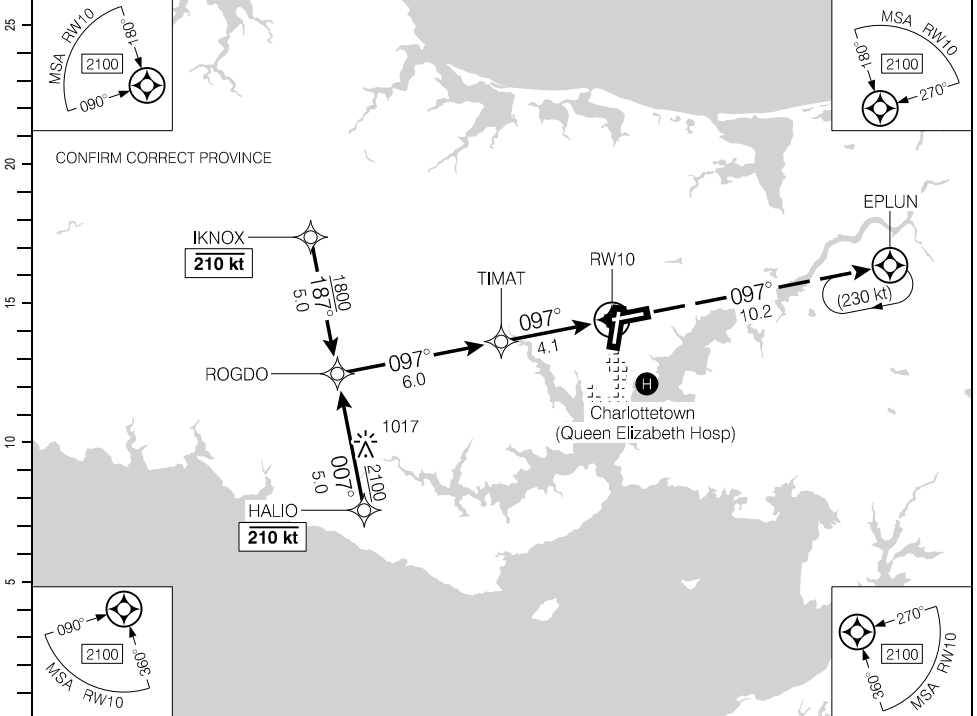 25
20
15
10
5
MSA RW10
180°
2100
090°
MSA RW10
180°
2100
270°
CONFIRM CORRECT PROVINCE
EPLUN
IKNOX
210 kt
1800
187°
5.0
TIMAT
RW10
097°
4.1
097°
10.2
(230 kt)
ROGDO
097°
6.0
H
Charlottetown
(Queen Elizabeth Hosp)
1017
007°
5.0
2100
HALIO
210 kt
090°
360°
2100
MSA RW10
270°
360°
2100
MSA RW10